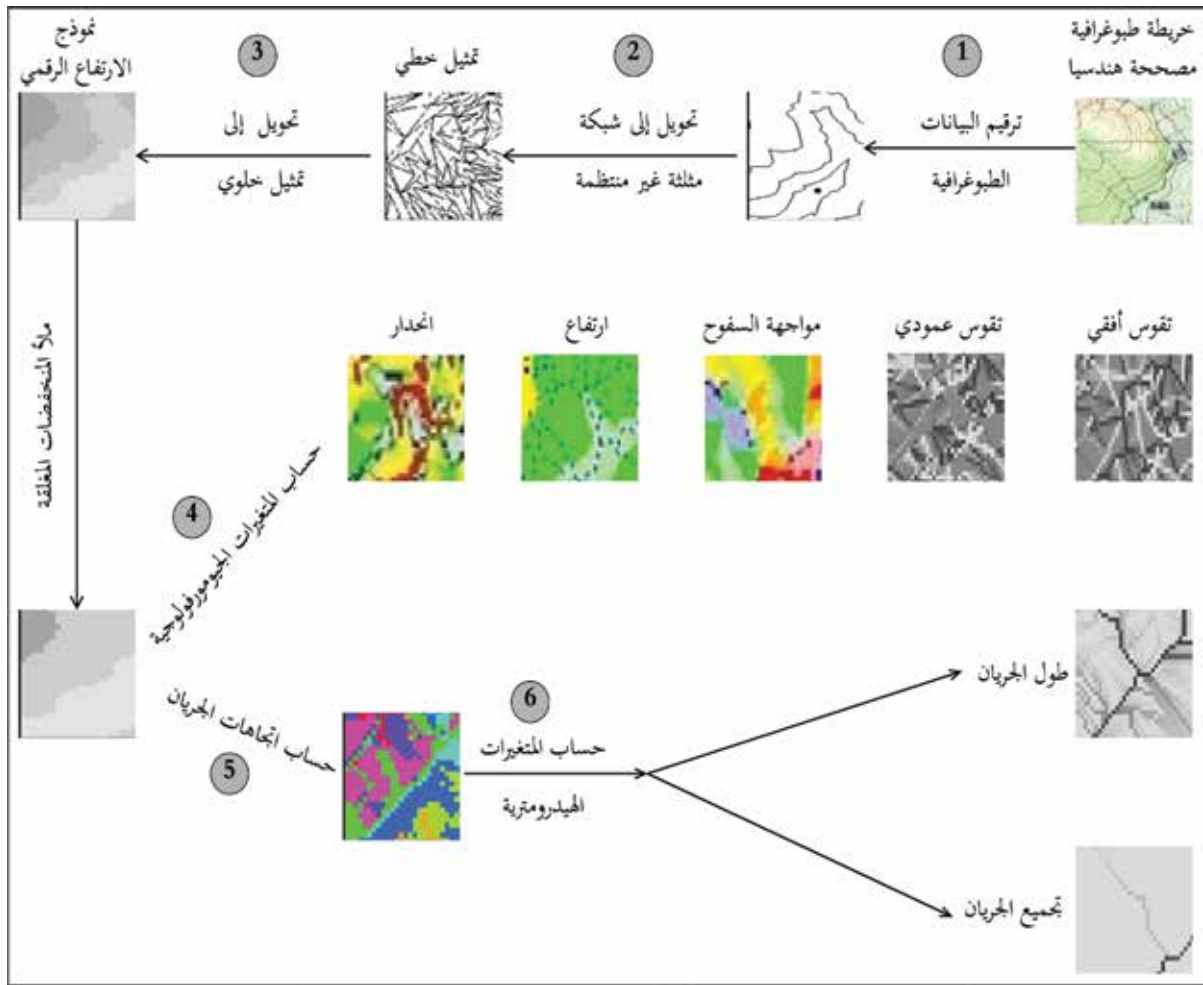 خريطة طبوغرافية
مصححة هندسيا
1
ترقيم البيانات
الطبوغرافية
2
تحويل إلى شبكة
مثلثة غير منتظمة
تمثيل خطي
3
تحويل إلى
تمثيل خلوي
نموذج
الارتفاع الرقمي
ملأ المنخفضات المغلقة
تقوس أفقي
تقوس عمودي
مواجهة السفوح
ارتفاع
انحدار
4
حساب المتغيرات الجيومورفولوجية
حساب اتجاهات الجريان
5
6
حساب المتغيرات
الهيدرومترية
طول الجريان
تجميع الجريان